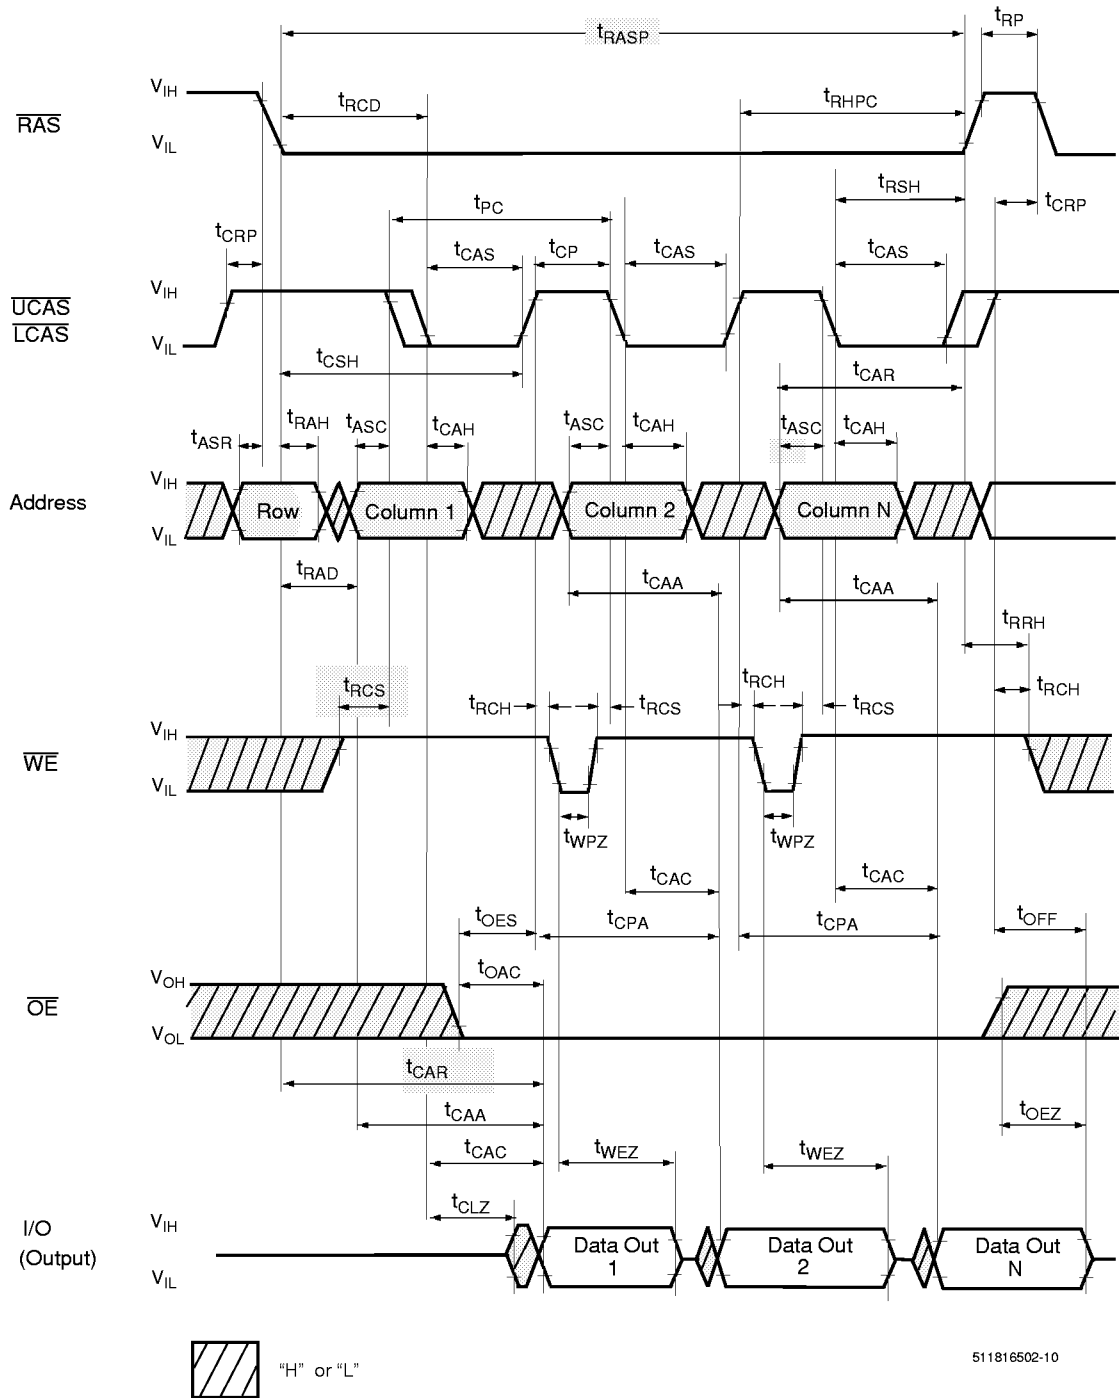 tRP
tRASP
VIH
tRCD
tRHPC
RAS
VIL
tRSH
tPC
tCRP
tCRP
tCAS
tCP
tCAS
tCAS
VIH
UCAS
LCAS
VIL
tCSH
tCAR
tASR
tRAH
tASC
tCAH
tASC
tCAH
tASC
tCAH
VIH
Address
Row
Column 1
Column 2
Column N
VIL
tRAD
tCAA
tCAA
tRRH
tRCS
tRCH
tRCS
tRCH
tRCS
tRCH
VIH
WE
VIL
tWPZ
tWPZ
tCAC
tCAC
tOES
tCPA
tCPA
tOFF
tOAC
VOH
OE
VOL
tCAR
tCAA
tOEZ
tCAC
tWEZ
tWEZ
tCLZ
I/O
(Output)
VIH
VIL
Data Out
1
Data Out
2
Data Out
N
"H" or "L"
511816502-10